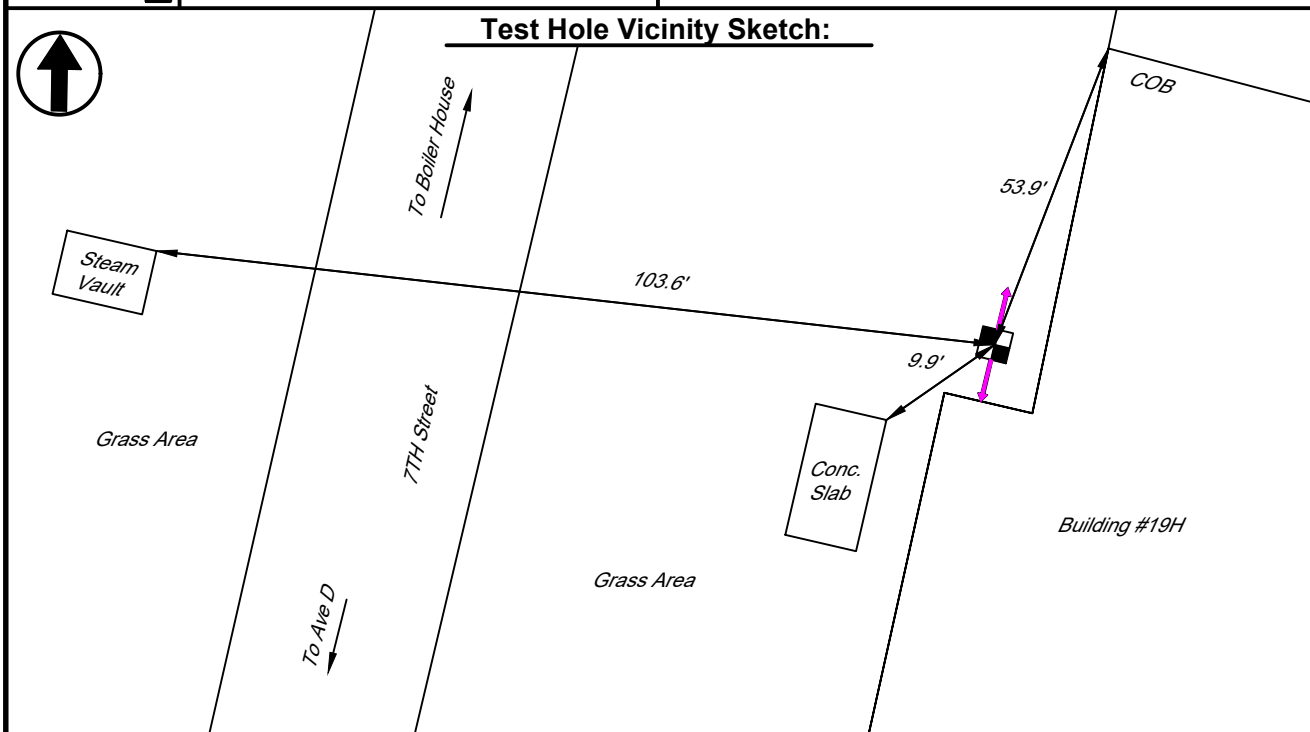 Test Hole Vicinity Sketch:
To Boiler House
COB
53.9'
Steam
Vault
103.6'
9.9'
Grass Area
7TH Street
Conc.
Slab
Building #19H
Grass Area
To Ave D